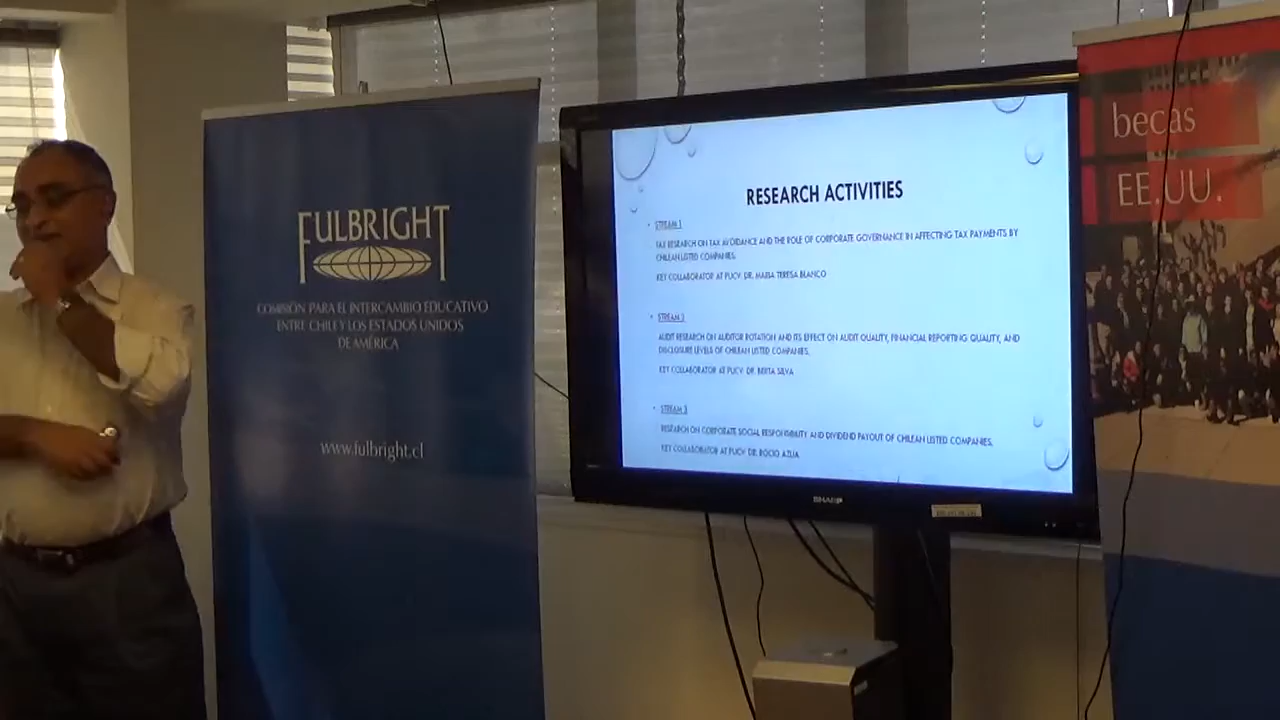 FULBRIGHT
COMISIÓN PARA EL INTERCAMBIO EDUCATIVO
ENTRE CHILE Y LOS ESTADOS UNIDOS
DE AMÉRICA
www.fulbright.cl
RESEARCH ACTIVITIES
STREAM 1
TAX RESEARCH ON TAX AVOIDANCE AND THE ROLE OF CORPORATE GOVERNANCE IN AFFECTING TAX PAYMENTS BY
CHILEAN LISTED COMPANIES.
KEY COLLABORATOR AT PUCV: DR. MARIA TERESA BLANCO
STREAM 2
AUDIT RESEARCH ON AUDITOR ROTATION AND ITS EFFECT ON AUDIT QUALITY, FINANCIAL REPORTING QUALITY, AND
DISCLOSURE LEVELS OF CHILEAN LISTED COMPANIES.
KEY COLLABORATOR AT PUCV: DR. BERTA SILVA
STREAM 3
RESEARCH ON CORPORATE SOCIAL RESPONSIBILITY AND DIVIDEND PAYOUT OF CHILEAN LISTED COMPANIES.
KEY COLLABORATOR AT PUCV: DR. ROCIO
SHARP
becas
EE.UU.